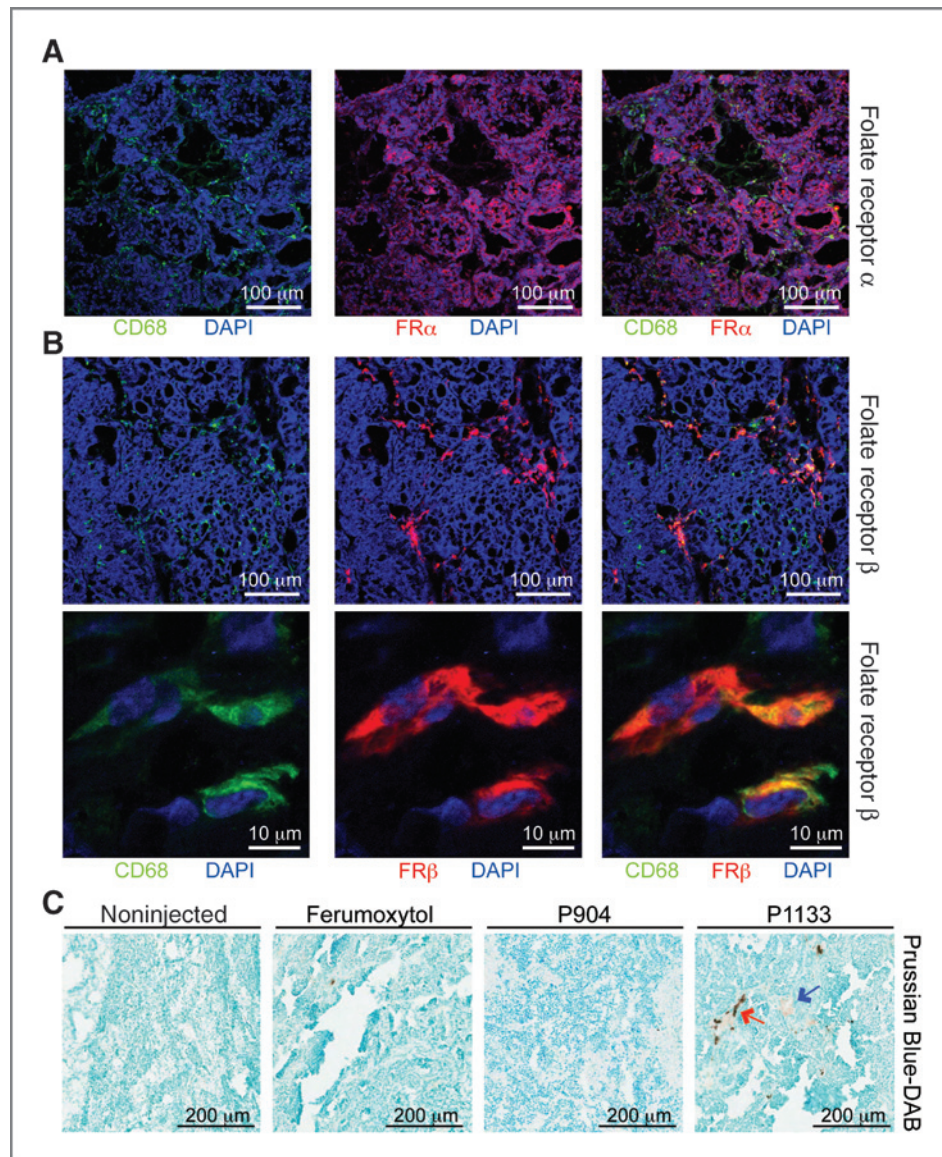 A
Folate receptor α
100 μm 100 μm 100 μm
CD68 DAPI FRα DAPI CD68 FRα DAPI
B
Folate receptor β
100 μm 100 μm 100 μm
Folate receptor β
10 μm 10 μm 10 μm
CD68 DAPI FRβ DAPI CD68 FRβ DAPI
C
Noninjected Ferumoxytol P904 P1133
Prussian Blue-DAB
200 μm 200 μm 200 μm 200 μm